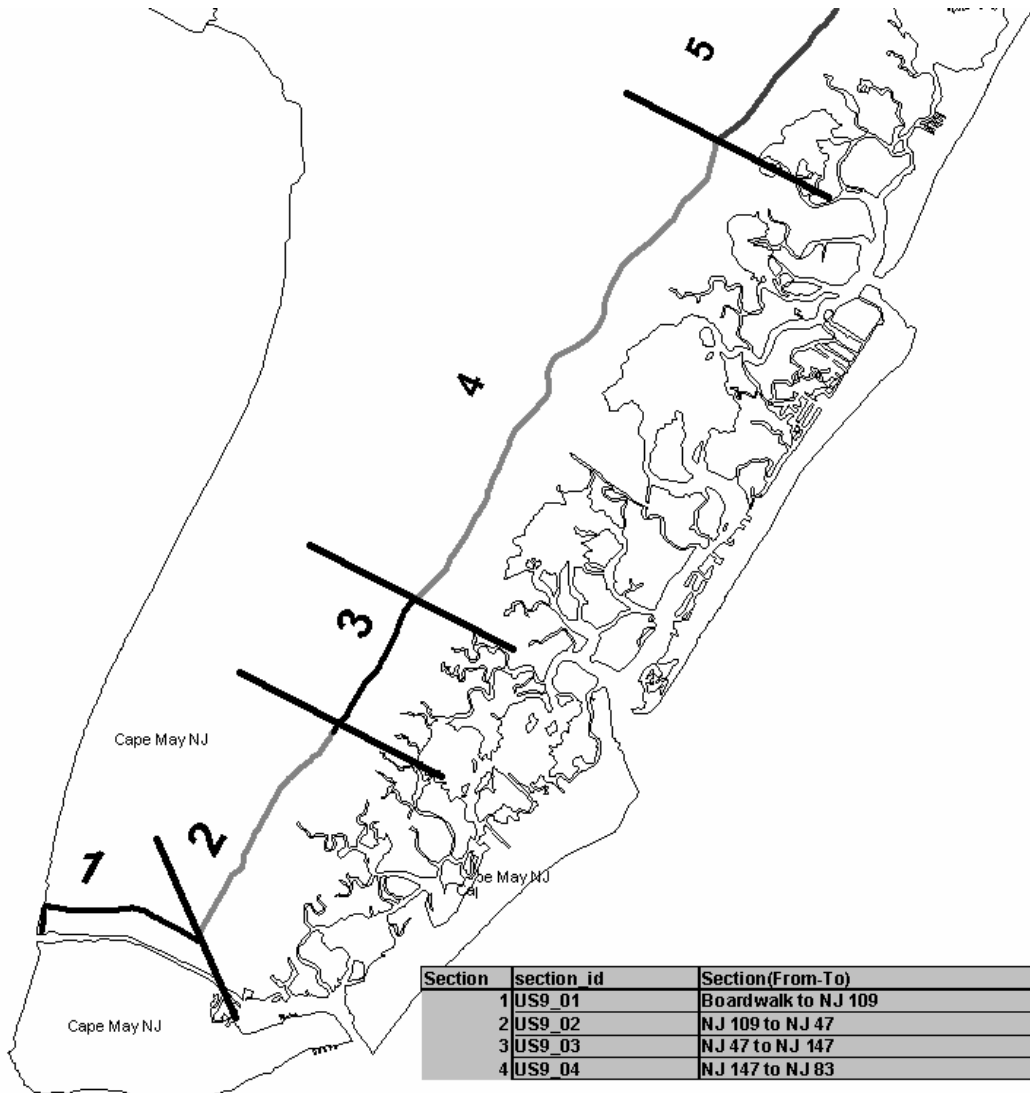 5
4
3
Cape May NJ
2
1
pe May NJ
Cape May NJ
Section section_id Section(From-To)
1 US9_01 Boardwalk to NJ 109
2 US9_02 NJ 109 to NJ 47
3 US9_03 NJ 47 to NJ 147
4 US9_04 NJ 147 to NJ 83